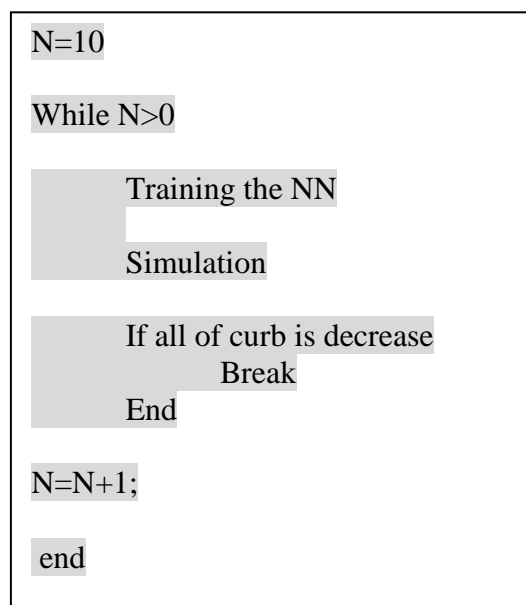 N=10
While N>0
Training the NN
Simulation
If all of curb is decrease
Break
End
N=N+1;
end